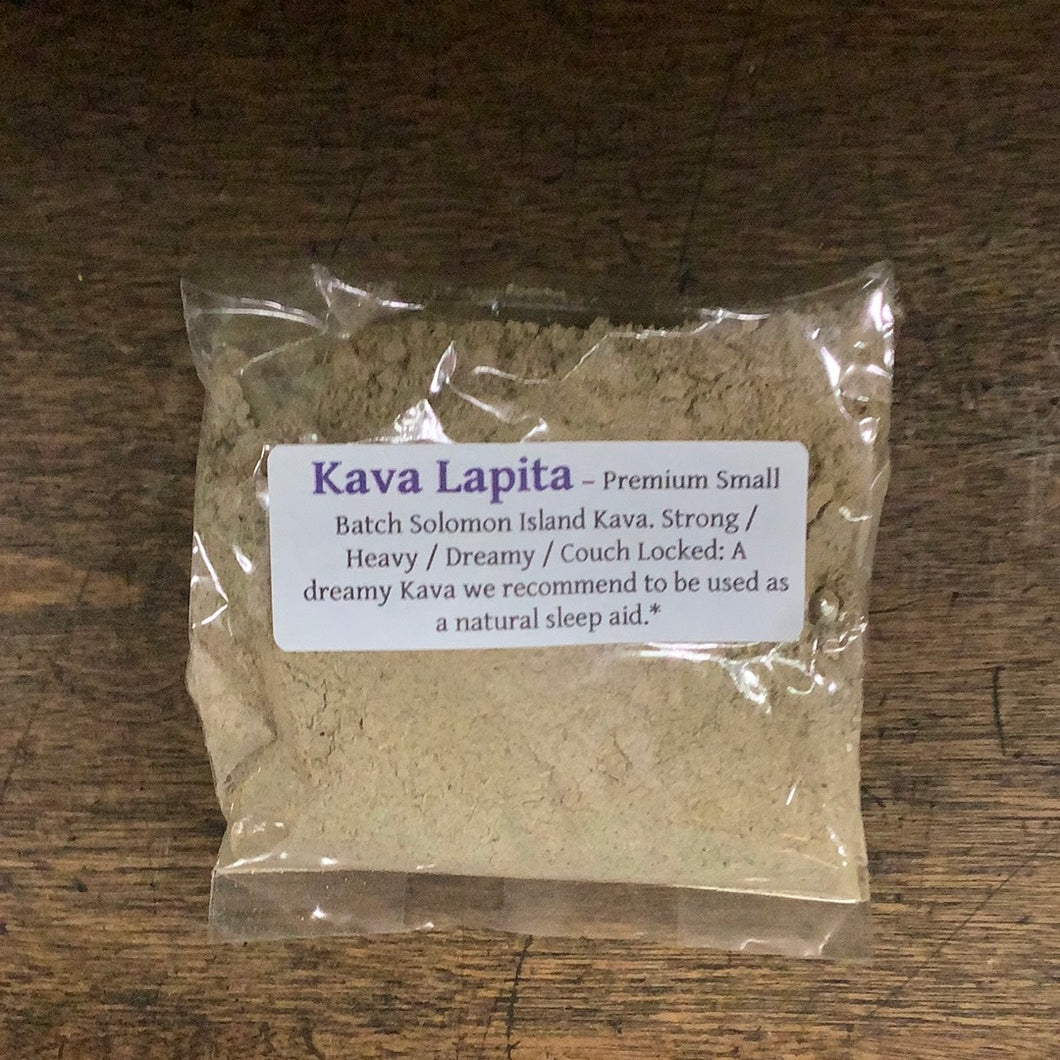 Kava Lapita – Premium Small
Batch Solomon Island Kava. Strong /
Heavy / Dreamy / Couch Locked: A
dreamy Kava we recommend to be used as
a natural sleep aid.*